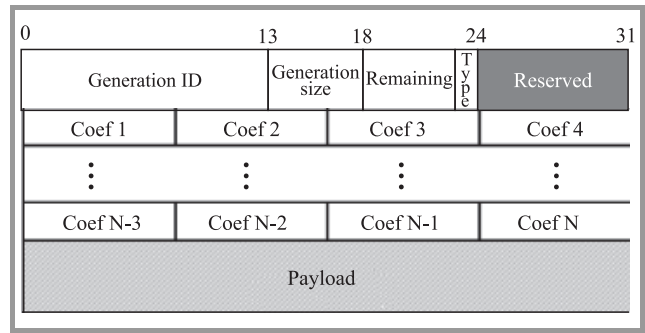 0 13 18 24 31
Generation ID
Generation
size
Remaining
Type
Reserved
Coef 1 Coef 2 Coef 3 Coef 4
Coef N-3 Coef N-2 Coef N-1 Coef N
Payload